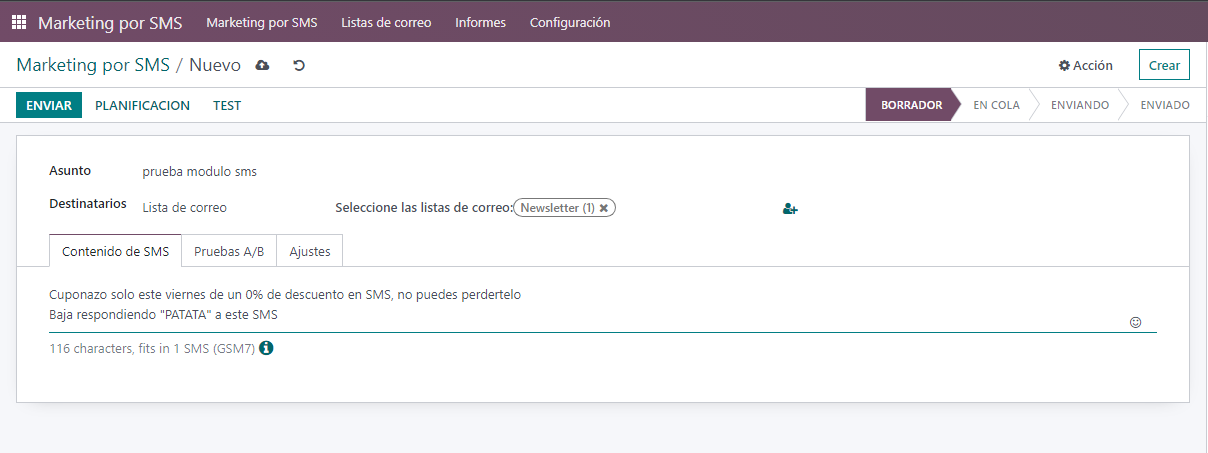 Marketing por SMS Marketing por SMS Listas de correo Informes Configuración
Marketing por SMS / Nuevo Acción Crear
ENVIAR PLANIFICACION TEST BORRADOR EN COLA ENVIANDO ENVIADO
Asunto prueba modulo sms
Destinatarios Lista de correo Seleccione las listas de correo: Newsletter (1) ✖
Contenido de SMS Pruebas A/B Ajustes
Cuponazo solo este viernes de un 0% de descuento en SMS, no puedes perdertelo
Baja respondiendo "PATATA" a este SMS
116 characters, fits in 1 SMS (GSM7)